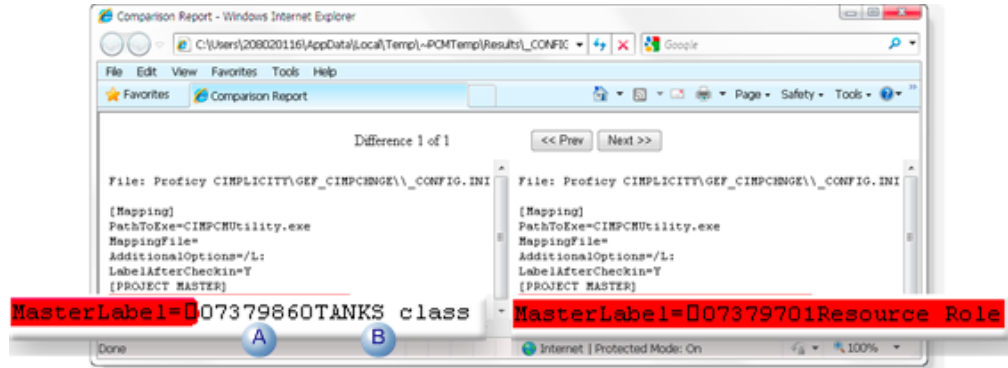 Comparison Report - Windows Internet Explorer
C:\Users\208020116\AppData\Local\Temp\~PCMTemp\Results\_CONFIG
Google
File Edit View Favorites Tools Help
Favorites Comparison Report Page Safety Tools
Difference 1 of 1 << Prev Next >>
File: Proficy CIMPLICITY\GEF_CIMPCHNGE\\_CONFIG.INI
[Mapping]
PathToExe=CIMPCMUtility.exe
MappingFile=
AdditionalOptions=/L:
LabelAfterCheckin=Y
[PROJECT MASTER]
MasterLabel=▯07379860TANKS class
A B
File: Proficy CIMPLICITY\GEF_CIMPCHNGE\\_CONFIG.INI
[Mapping]
PathToExe=CIMPCMUtility.exe
MappingFile=
AdditionalOptions=/L:
LabelAfterCheckin=Y
[PROJECT MASTER]
MasterLabel=▯07379701Resource Role
Done Internet | Protected Mode: On 100%